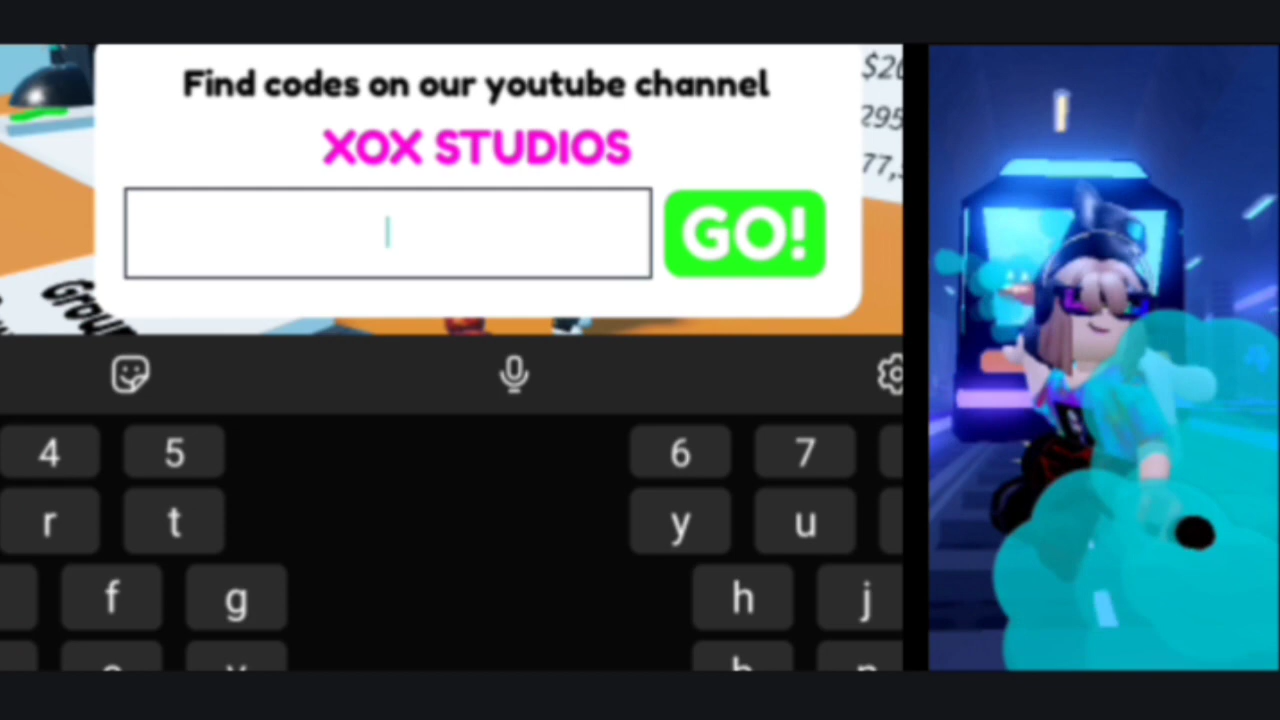 Find codes on our youtube channel
XOX STUDIOS
GO!
4 5 6 7
r t y u
f g h j